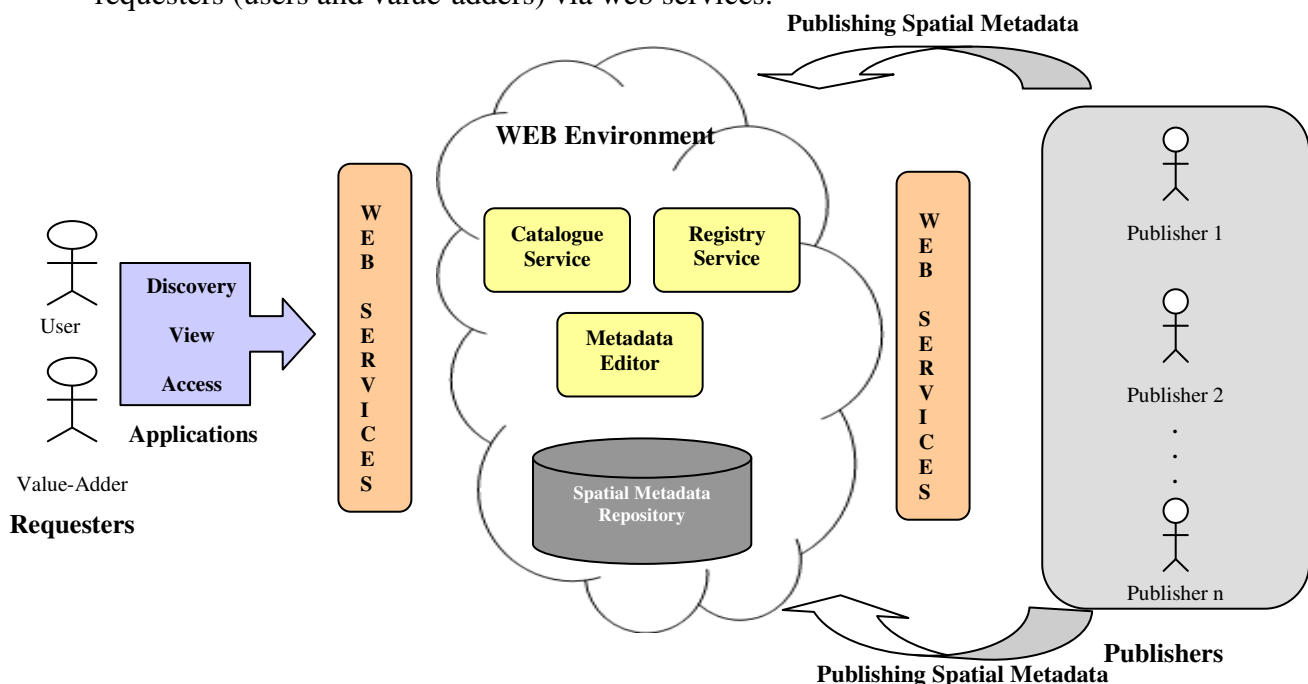 requesters (users and value-adders) via web services.
Publishing Spatial Metadata
WEB Environment
W
E
B
S
E
R
V
I
C
E
S
Catalogue
Service
Registry
Service
Metadata
Editor
Spatial Metadata
Repository
W
E
B
S
E
R
V
I
C
E
S
User
Value-Adder
Requesters
Discovery
View
Access
Applications
Publisher 1
Publisher 2
.
.
.
Publisher n
Publishers
Publishing Spatial Metadata